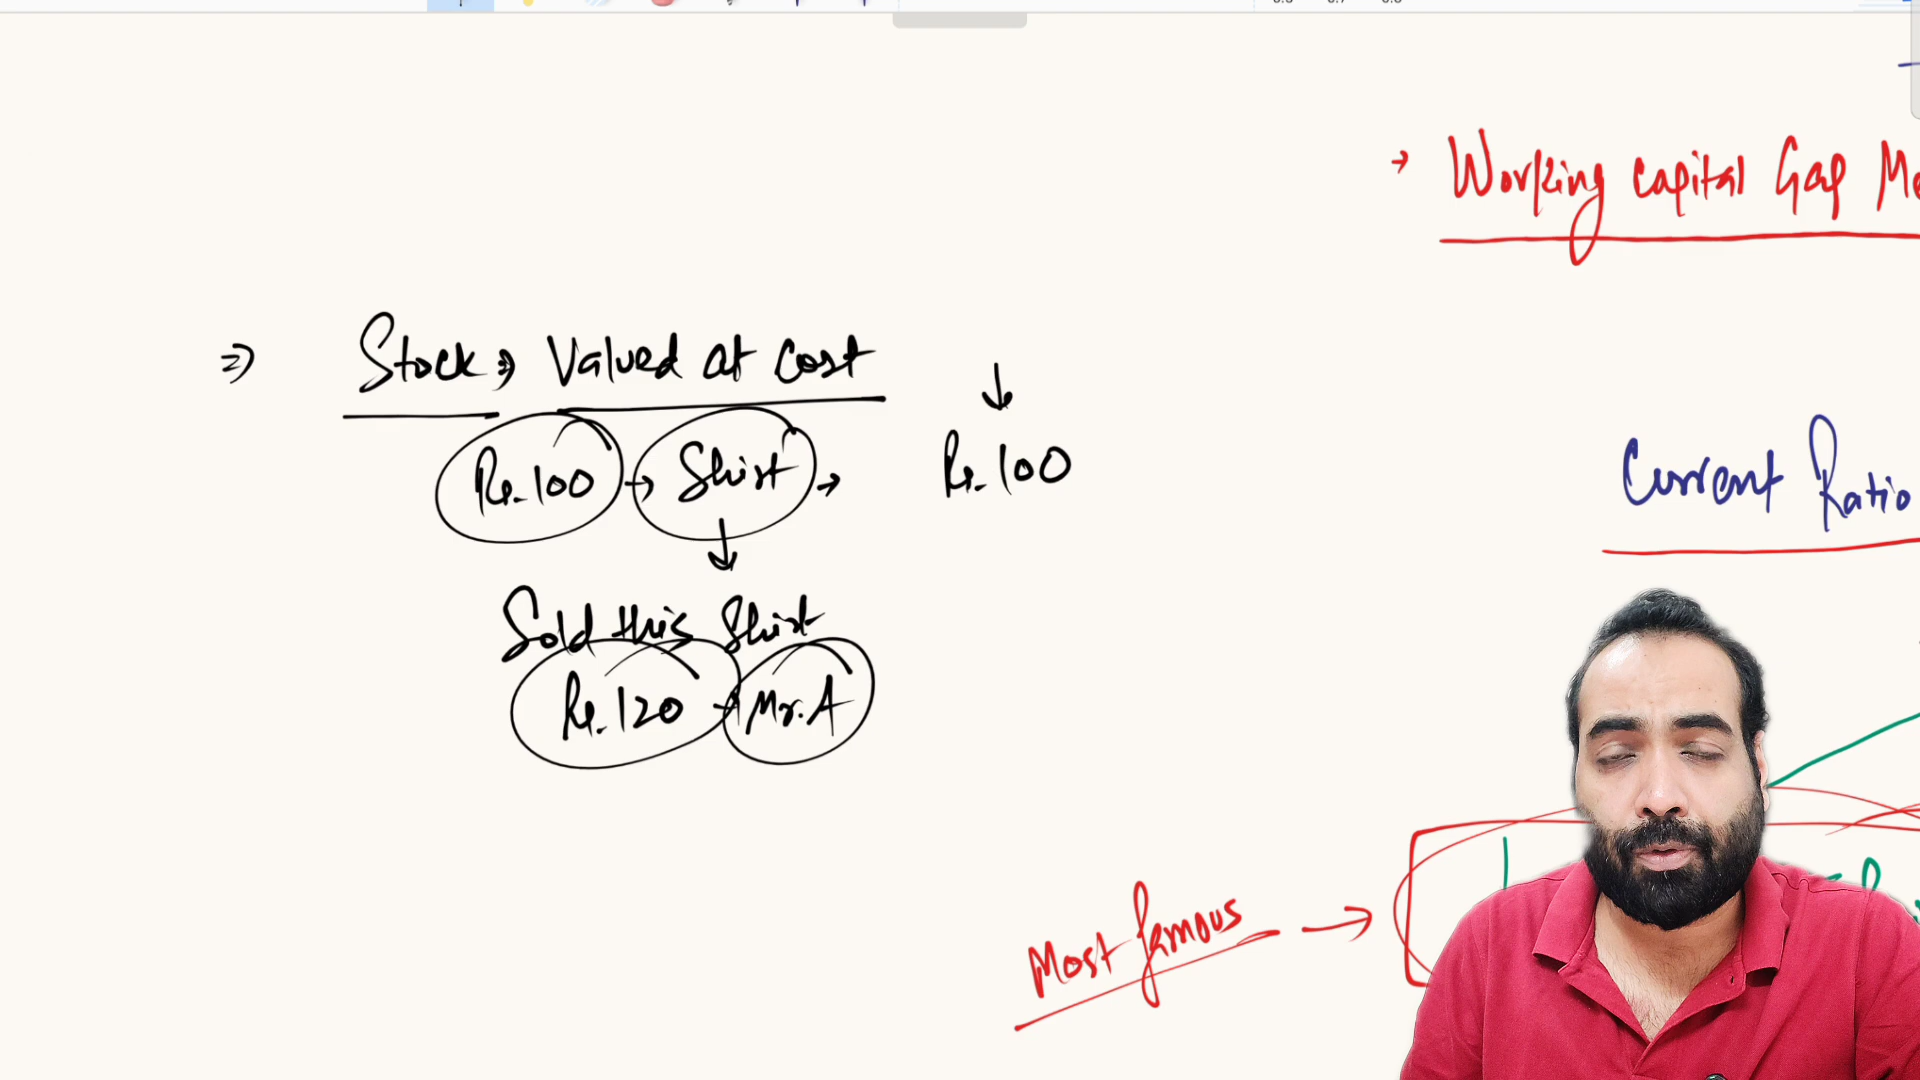 → Working Capital Gap
⇒ Stock ⇒ Valued at Cost
↓
Rs.100 → Shirt → Rs.100
↓
Sold this Shirt
Rs.120 → Mr.A
Current Ratio
Most famous →